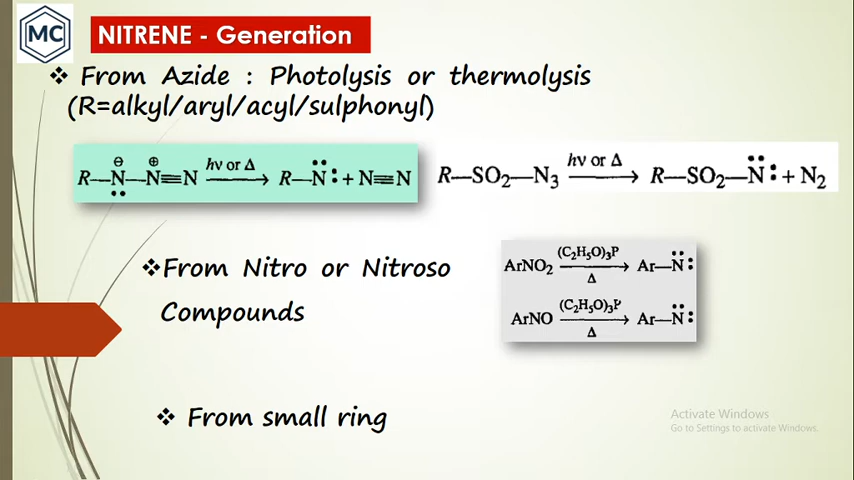 MC
NITRENE - Generation
❖ From Azide : Photolysis or thermolysis
(R=alkyl/aryl/acyl/sulphonyl)
R—N̤⊖—N⊕≡N hν or Δ → R—N̈: + N≡N
R—SO₂—N₃ hν or Δ → R—SO₂—N̈: + N₂
❖From Nitro or Nitroso
Compounds
ArNO₂ (C₂H₅O)₃P Δ → Ar—N̈:
ArNO (C₂H₅O)₃P Δ → Ar—N̈:
❖ From small ring
Activate Windows
Go to Settings to activate Windows.